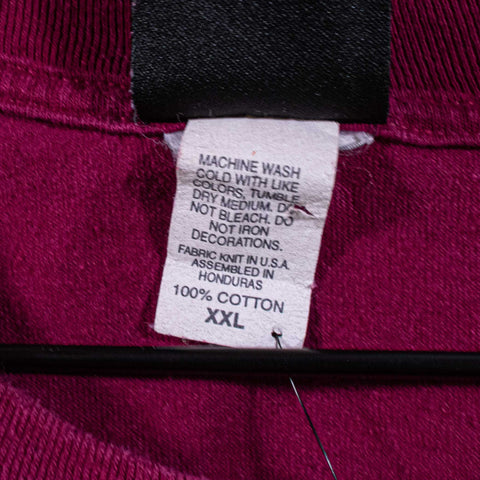 MACHINE WASH
COLD WITH LIKE
COLORS, TUMBLE
DRY MEDIUM. DO
NOT BLEACH. DO
NOT IRON
DECORATIONS.
FABRIC KNIT IN U.S.A.
ASSEMBLED IN
HONDURAS
100% COTTON
XXL